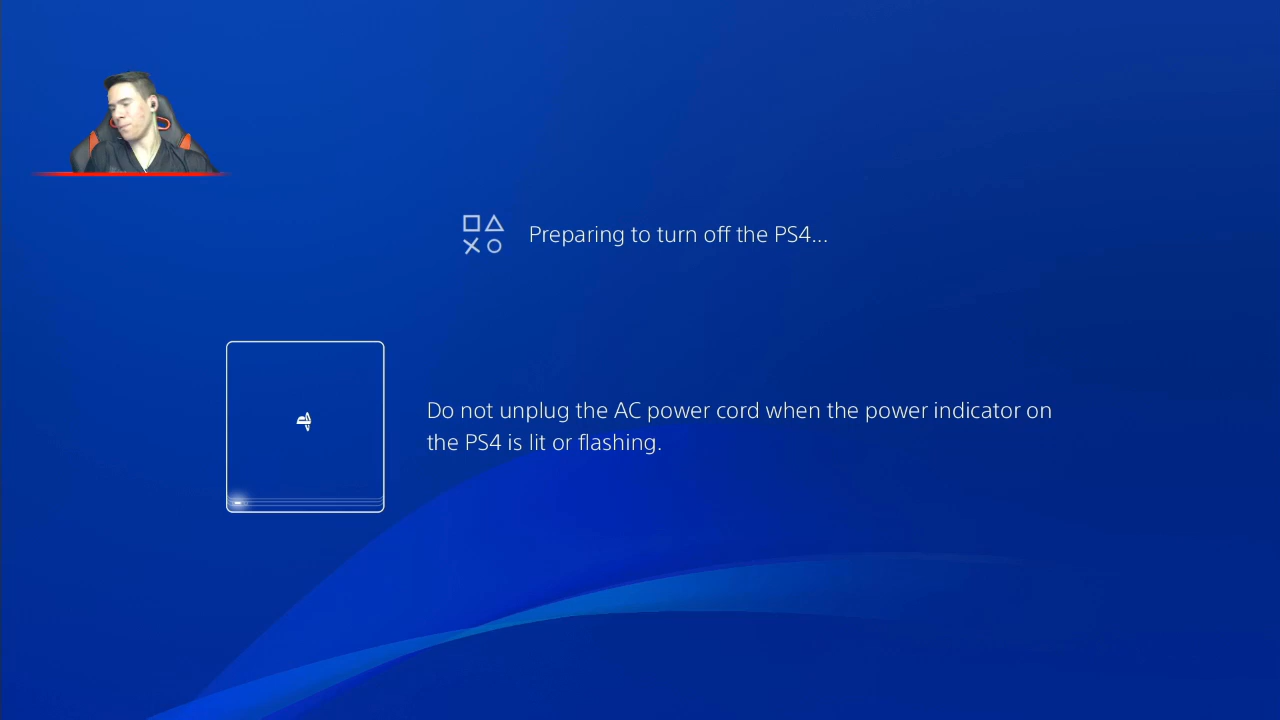 Preparing to turn off the PS4...
Do not unplug the AC power cord when the power indicator on
the PS4 is lit or flashing.